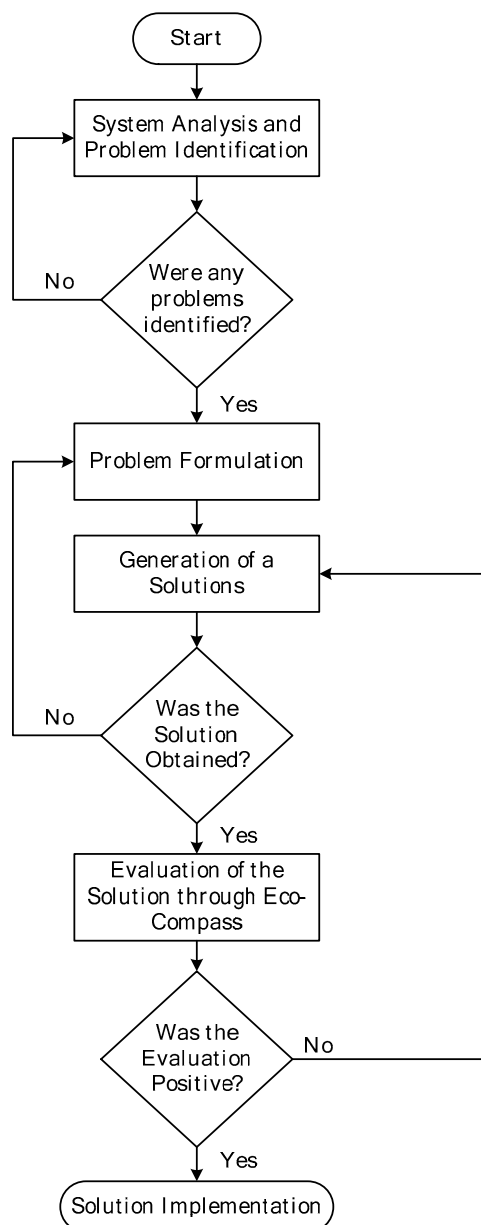 Start
System Analysis and
Problem Identification
Were any
problems
identified?
No
Yes
Problem Formulation
Generation of a
Solutions
Was the
Solution
Obtained?
No
Yes
Evaluation of the
Solution through Eco-
Compass
Was the
Evaluation
Positive?
No
Yes
Solution Implementation